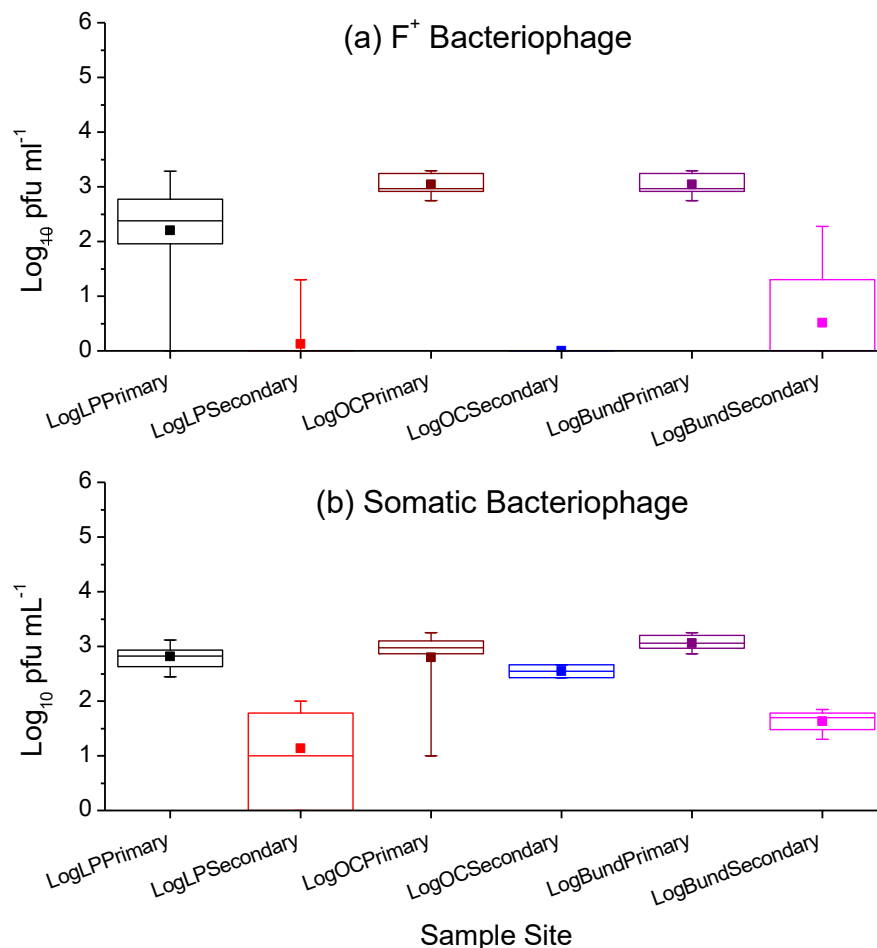 (a) F⁺ Bacteriophage
Log₁₀ pfu ml⁻¹
6
5
4
3
2
1
0
LogLPPrimary
LogLPSecondary
LogOCPrimary
LogOCSecondary
LogBundPrimary
LogBundSecondary
(b) Somatic Bacteriophage
Log₁₀ pfu mL⁻¹
6
5
4
3
2
1
0
LogLPPrimary
LogLPSecondary
LogOCPrimary
LogOCSecondary
LogBundPrimary
LogBundSecondary
Sample Site